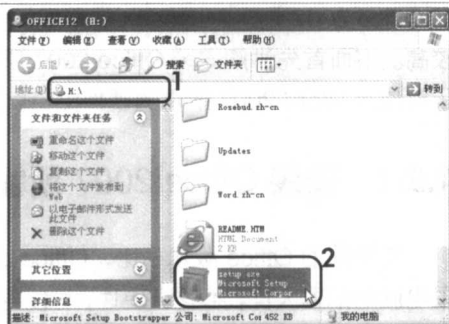 OFFICE12 (H:)
文件(F) 编辑(E) 查看(V) 收藏(A) 工具(T) 帮助(H)
后退 搜索 文件夹
地址(D) H:\ 转到
1
文件和文件夹任务
重命名这个文件
移动这个文件
复制这个文件
将这个文件发布到
Web
以电子邮件形式发送
此文件
删除这个文件
其它位置
详细信息
Rosebud.zh-cn
Updates
Word.zh-cn
README.HTM
HTML Document
2 KB
2
setup.exe
Microsoft Setup
Microsoft Corpor...
描述: Microsoft Setup Bootstrapper 公司: Microsoft Cor 452 KB 我的电脑